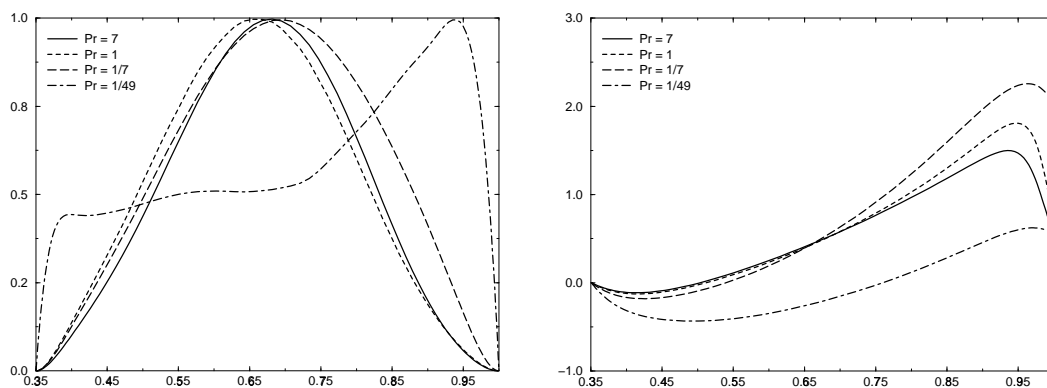 1.0
0.8
0.5
0.2
0.0
Pr = 7
Pr = 1
Pr = 1/7
Pr = 1/49
0.35 0.45 0.55 0.65 0.75 0.85 0.95
3.0
2.0
1.0
0.0
−1.0
Pr = 7
Pr = 1
Pr = 1/7
Pr = 1/49
0.35 0.45 0.55 0.65 0.75 0.85 0.95